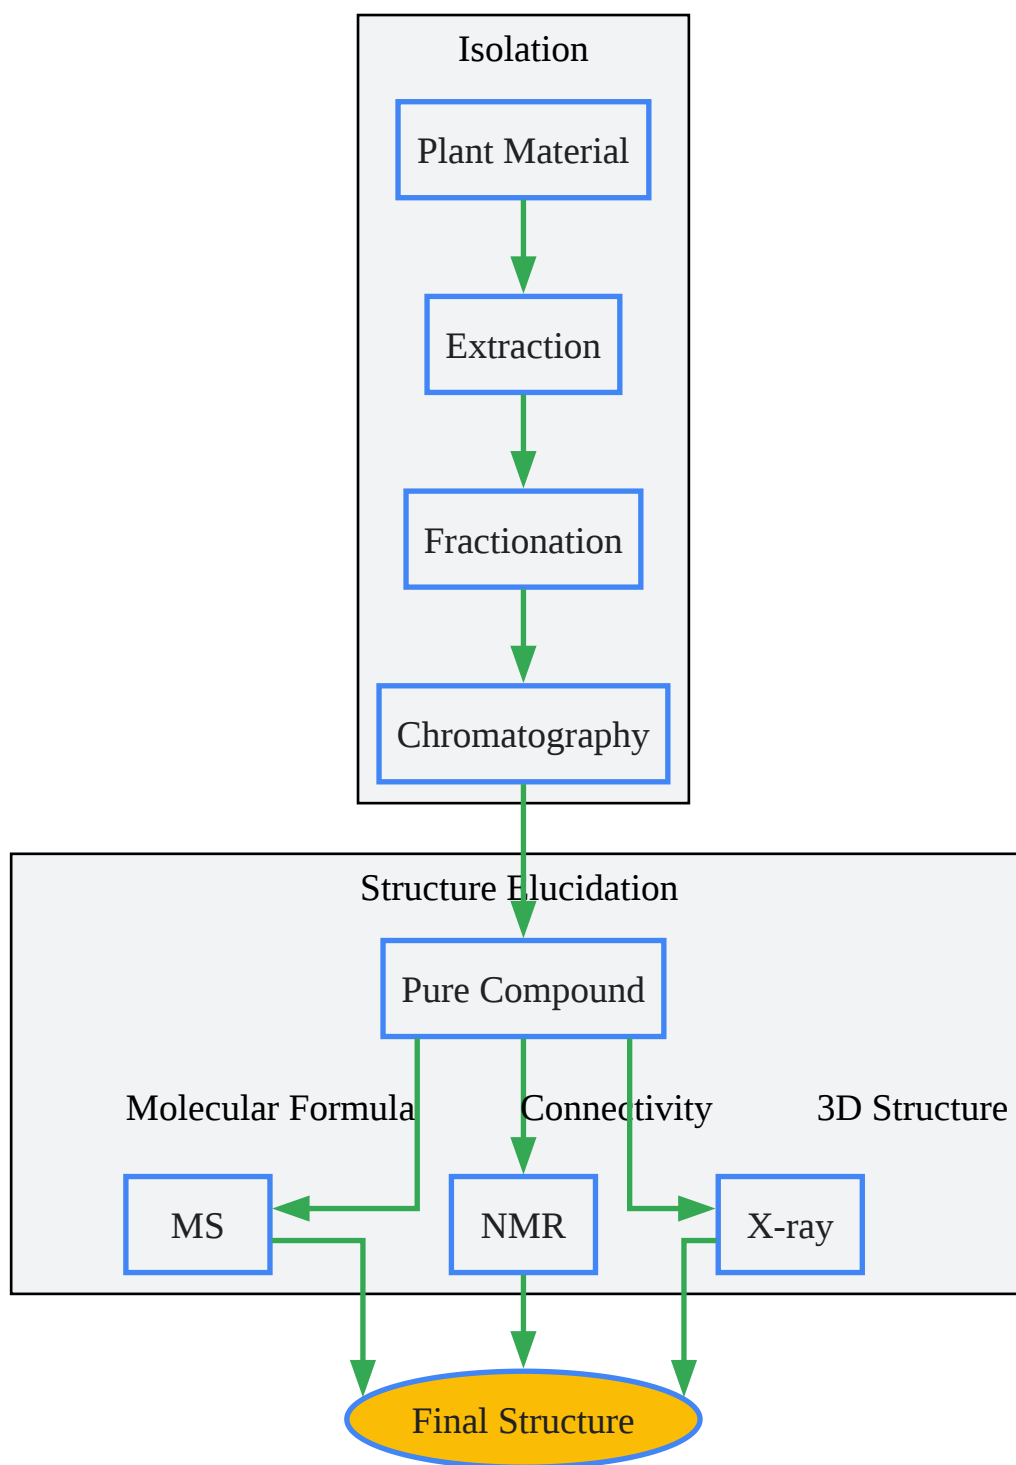 Isolation
Plant Material
Extraction
Fractionation
Chromatography
Structure Elucidation
Pure Compound
Molecular Formula
Connectivity
3D Structure
MS
NMR
X-ray
Final Structure